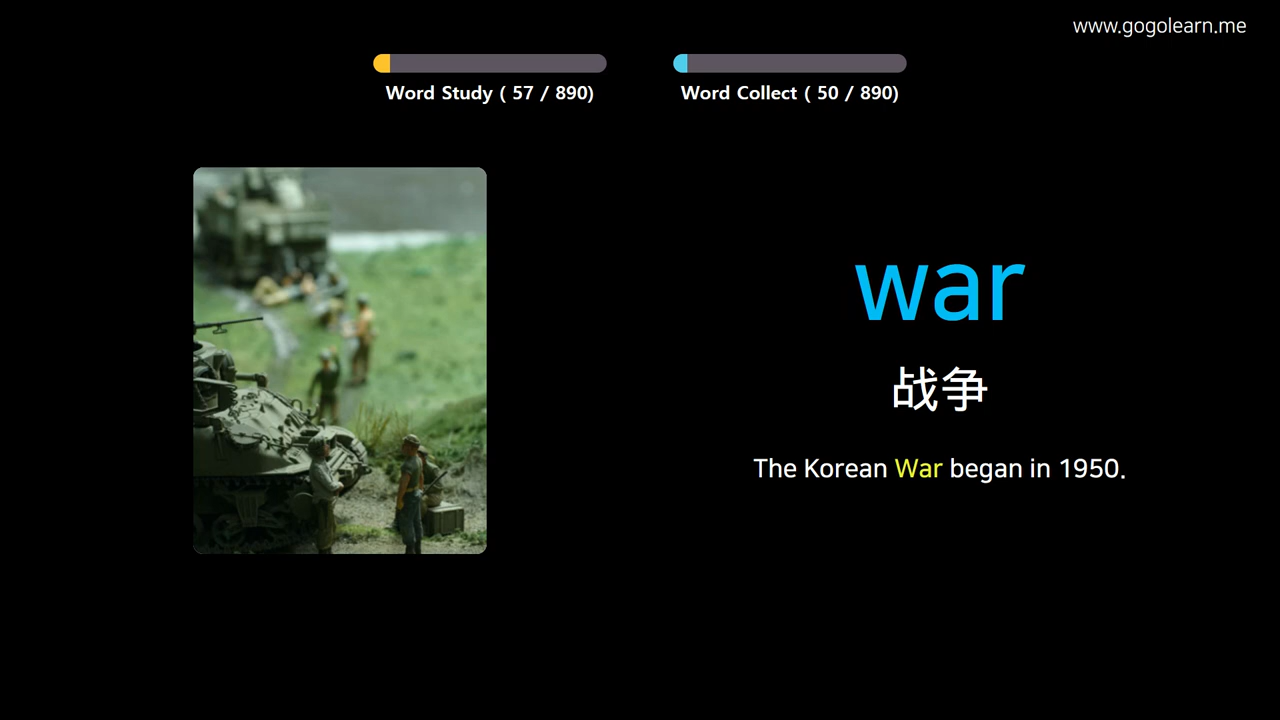 www.gogolearn.me
Word Study ( 57 / 890)
Word Collect ( 50 / 890)
war
战争
The Korean War began in 1950.